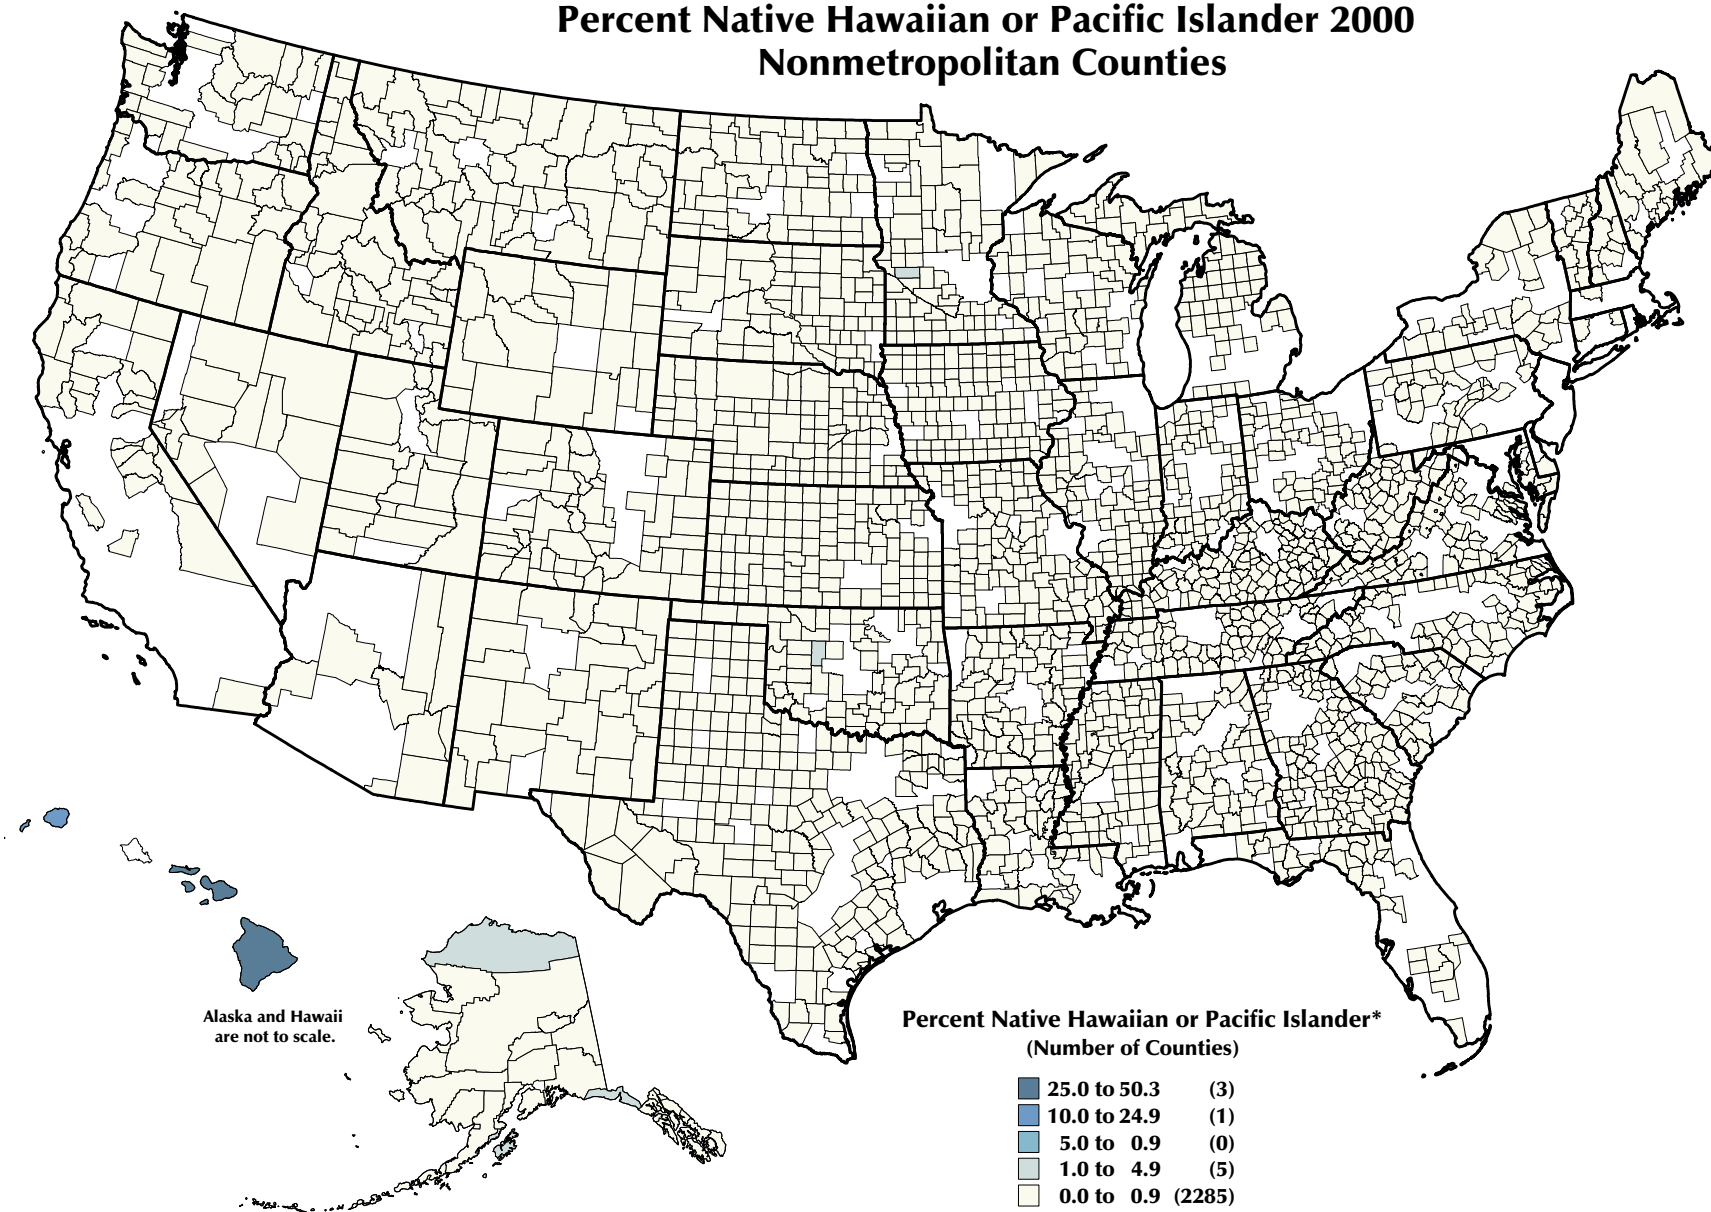 Percent Native Hawaiian or Pacific Islander 2000
Nonmetropolitan Counties
Alaska and Hawaii
are not to scale.
Percent Native Hawaiian or Pacific Islander*
(Number of Counties)
25.0 to 50.3 (3)
10.0 to 24.9 (1)
5.0 to 0.9 (0)
1.0 to 4.9 (5)
0.0 to 0.9 (2285)